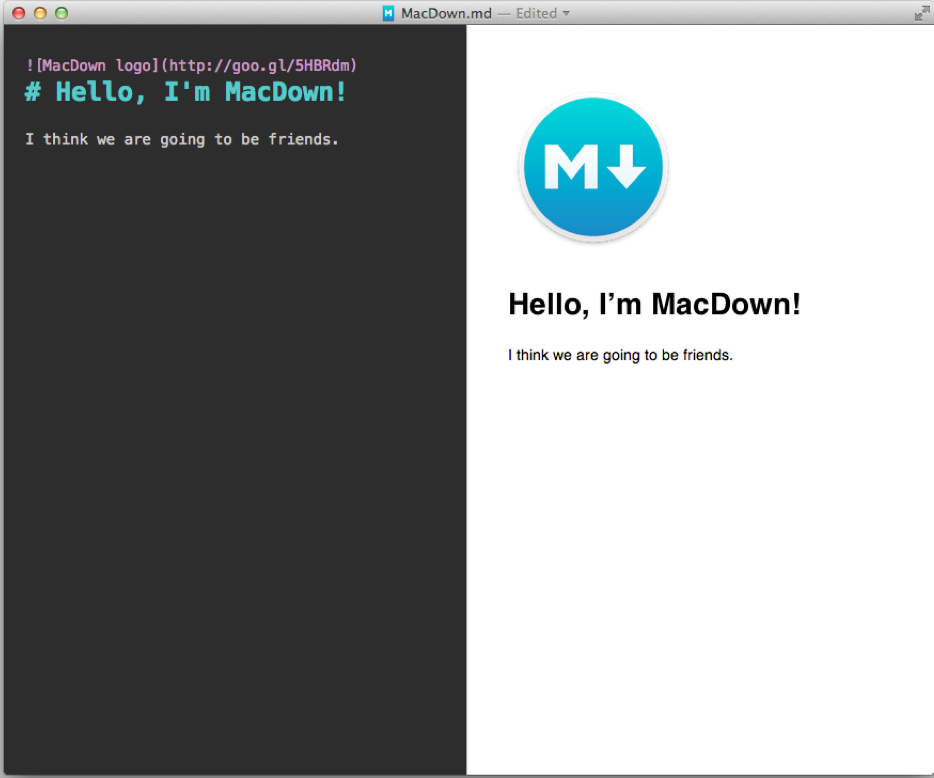 MacDown.md — Edited
![MacDown logo](http://goo.gl/5HBRdm)
# Hello, I'm MacDown!
I think we are going to be friends.
M
Hello, I’m MacDown!
I think we are going to be friends.